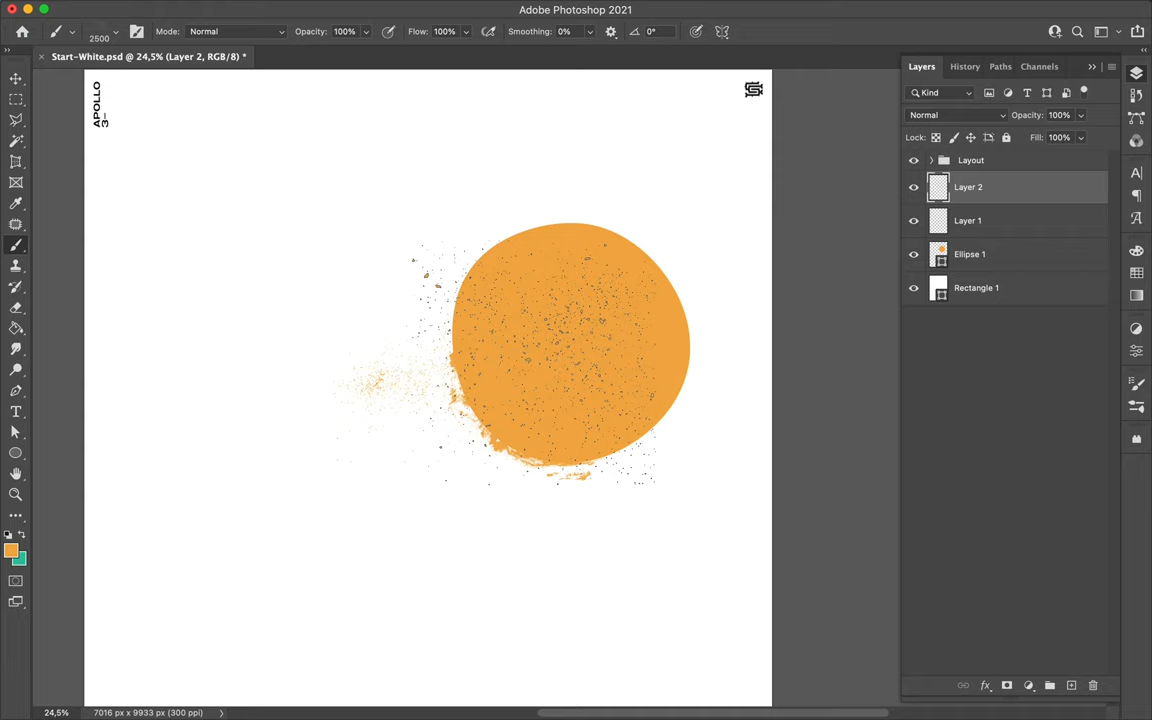 Adobe Photoshop 2021
2500
Mode:
Normal
Opacity:
100%
Flow:
100%
Smoothing:
0%
0°
Start-White.psd @ 24,5% (Layer 2, RGB/8) *
APOLLO
3–
Layers
History
Paths
Channels
Kind
Normal
Opacity:
100%
Lock:
Fill:
100%
Layout
Layer 2
Layer 1
Ellipse 1
Rectangle 1
24,5%
7016 px x 9933 px (300 ppi)